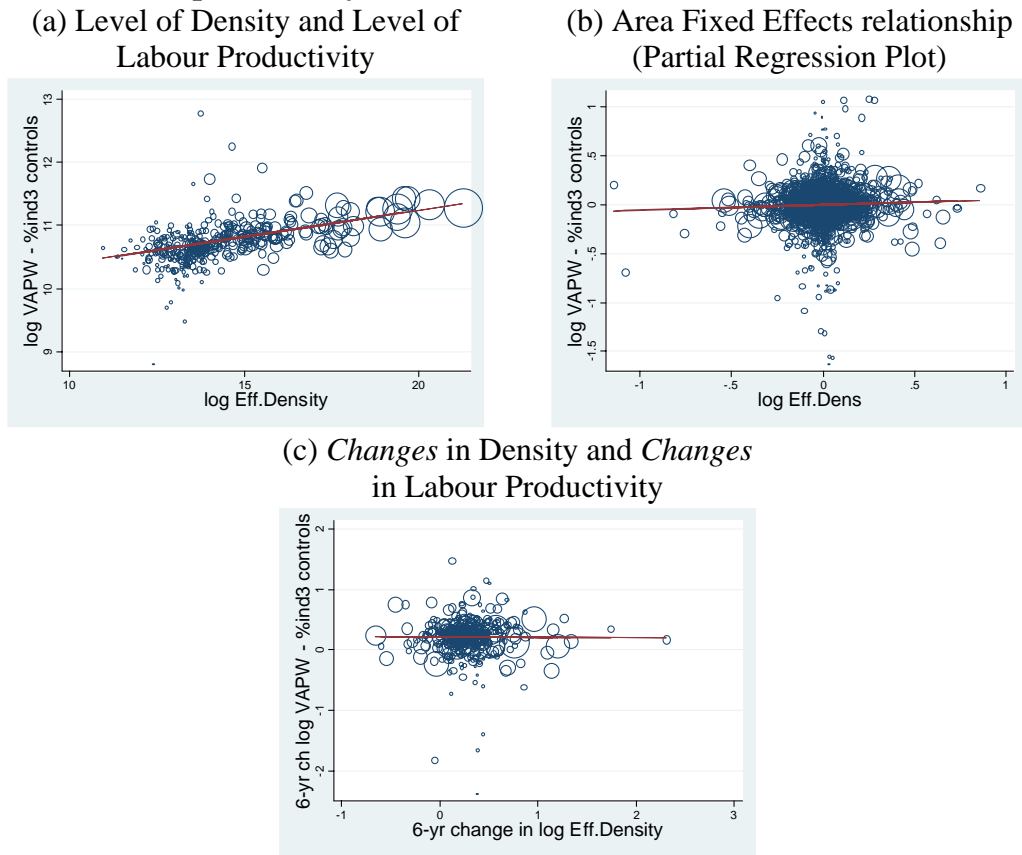 (a) Level of Density and Level of
Labour Productivity
log VAPW - %ind3 controls
13
12
11
10
9
10
15
20
log Eff.Density
(b) Area Fixed Effects relationship
(Partial Regression Plot)
log VAPW - %ind3 controls
1
.5
0
-.5
-1
-1.5
-1
-.5
0
.5
1
log Eff.Dens
(c) Changes in Density and Changes
in Labour Productivity
6-yr ch log VAPW - %ind3 controls
2
1
0
-1
-2
-1
0
1
2
3
6-yr change in log Eff.Density